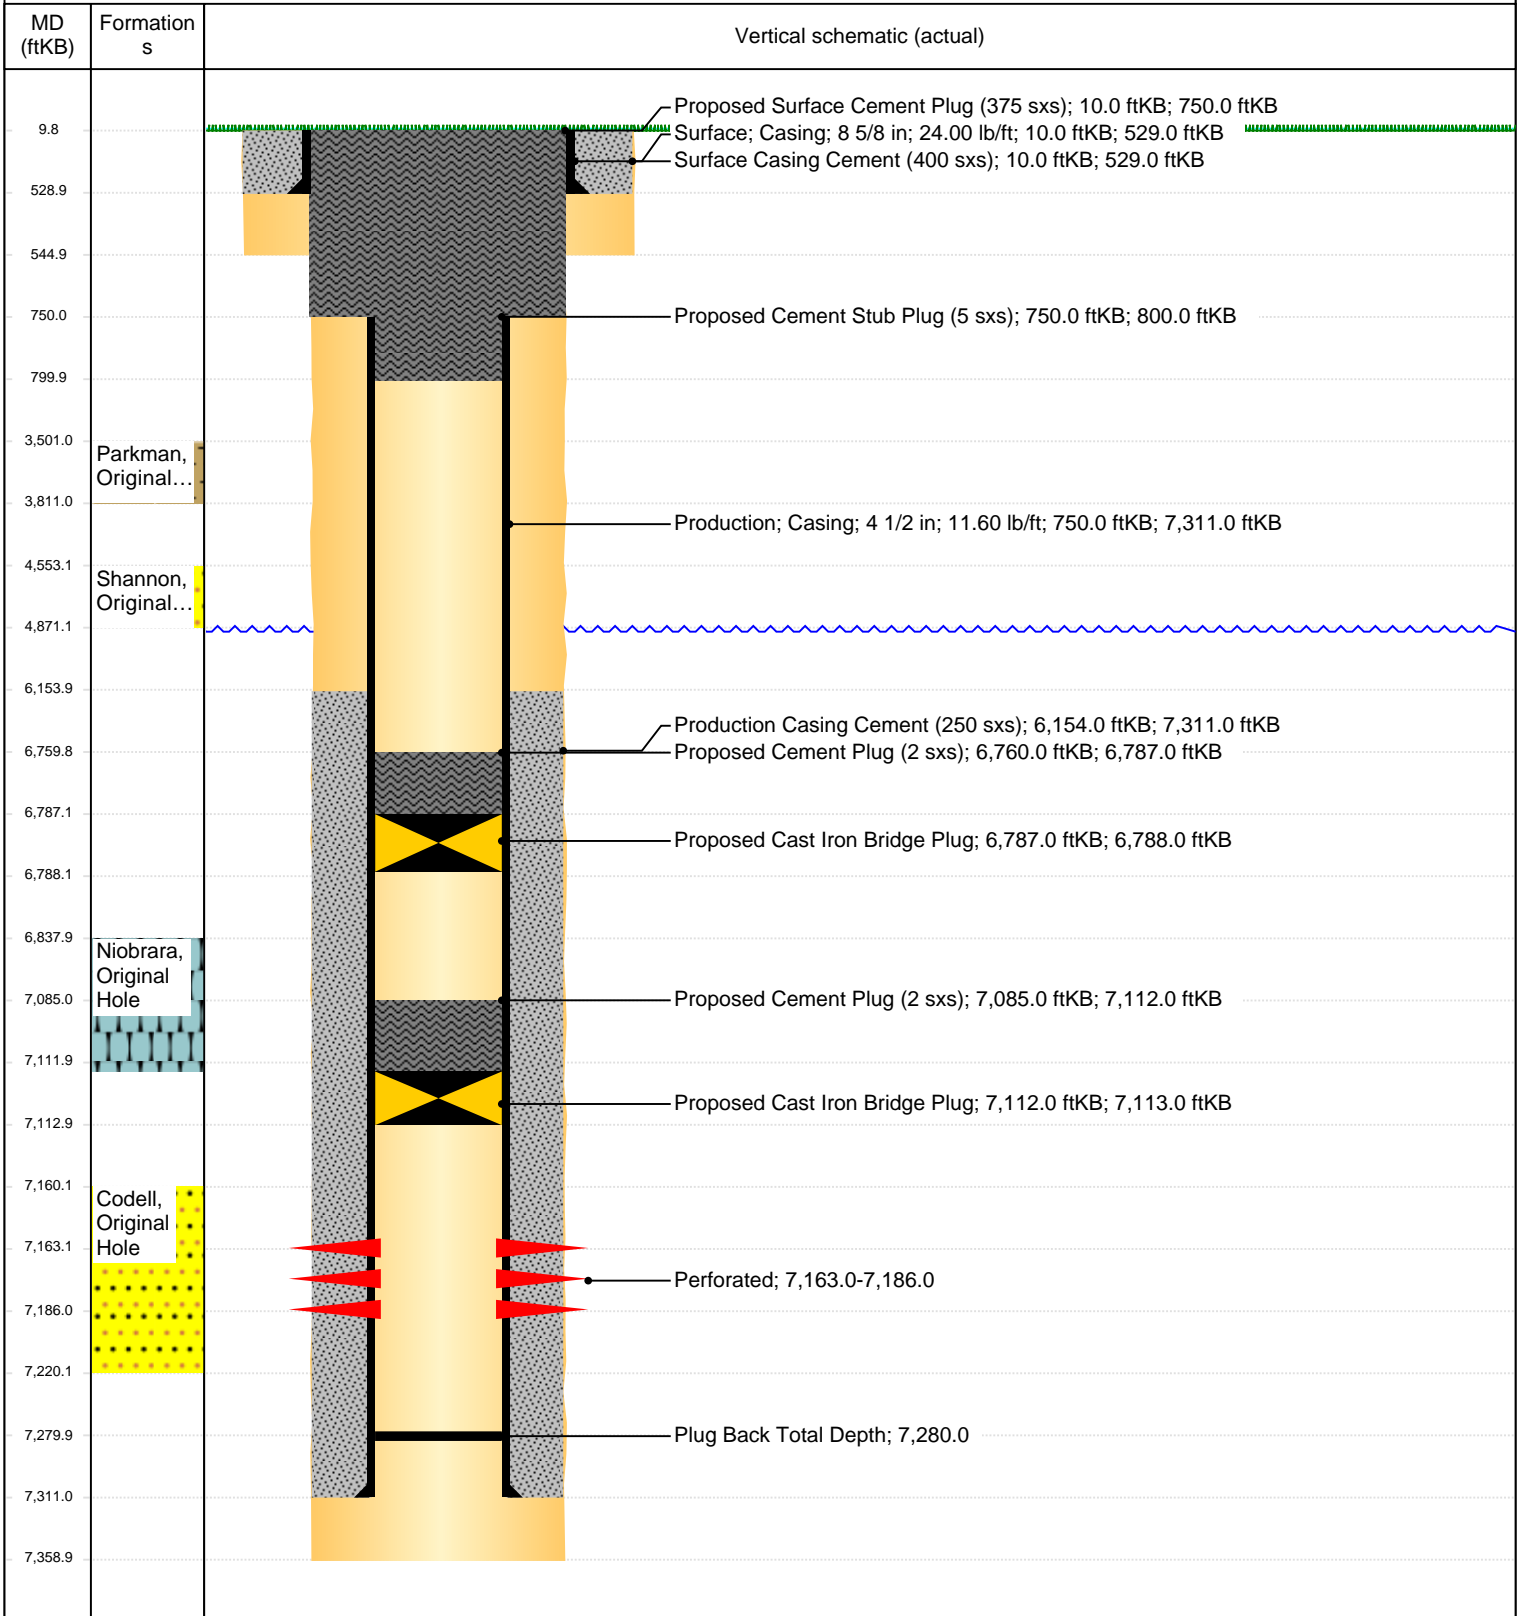 MD
(ftKB)
Formation
s
Vertical schematic (actual)
Proposed Surface Cement Plug (375 sxs); 10.0 ftKB; 750.0 ftKB
9.8
Surface; Casing; 8 5/8 in; 24.00 lb/ft; 10.0 ftKB; 529.0 ftKB
Surface Casing Cement (400 sxs); 10.0 ftKB; 529.0 ftKB
528.9
544.9
750.0
Proposed Cement Stub Plug (5 sxs); 750.0 ftKB; 800.0 ftKB
799.9
3,501.0
Parkman,
Original...
3,811.0
Production; Casing; 4 1/2 in; 11.60 lb/ft; 750.0 ftKB; 7,311.0 ftKB
4,553.1
Shannon,
Original...
4,871.1
6,153.9
Production Casing Cement (250 sxs); 6,154.0 ftKB; 7,311.0 ftKB
6,759.8
Proposed Cement Plug (2 sxs); 6,760.0 ftKB; 6,787.0 ftKB
6,787.1
Proposed Cast Iron Bridge Plug; 6,787.0 ftKB; 6,788.0 ftKB
6,788.1
6,837.9
Niobrara,
Original
Hole
7,085.0
Proposed Cement Plug (2 sxs); 7,085.0 ftKB; 7,112.0 ftKB
7,111.9
Proposed Cast Iron Bridge Plug; 7,112.0 ftKB; 7,113.0 ftKB
7,112.9
7,160.1
Codell,
Original
Hole
7,163.1
Perforated; 7,163.0-7,186.0
7,186.0
7,220.1
7,279.9
Plug Back Total Depth; 7,280.0
7,311.0
7,358.9